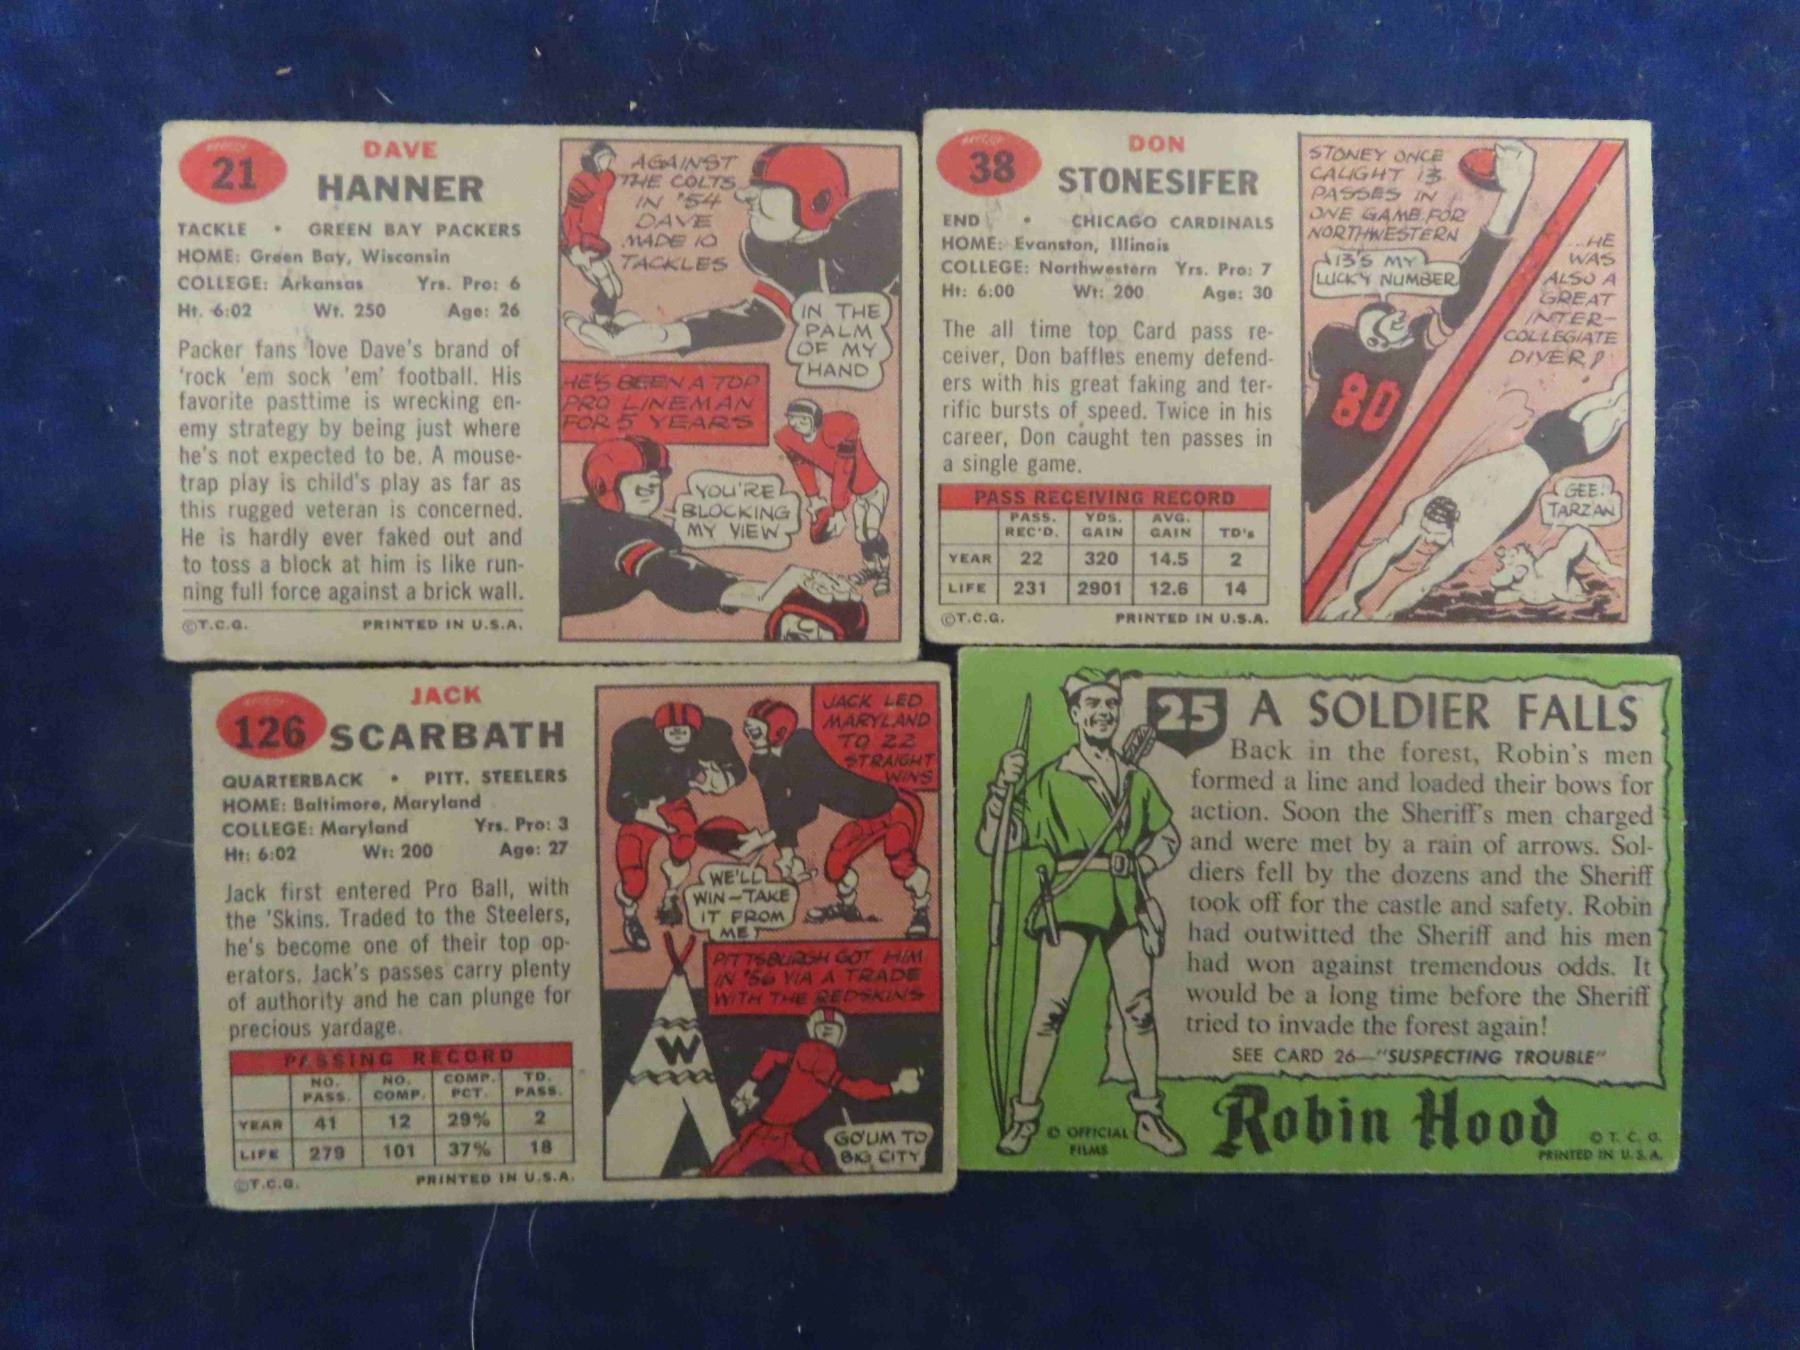 21
DAVE
HANNER
TACKLE • GREEN BAY PACKERS
HOME: Green Bay, Wisconsin
COLLEGE: Arkansas Yrs. Pro: 6
Ht. 6:02 Wt. 250 Age: 26
Packer fans love Dave's brand of
'rock 'em sock 'em' football. His
favorite pasttime is wrecking en-
emy strategy by being just where
he's not expected to be. A mouse-
trap play is child's play as far as
this rugged veteran is concerned.
He is hardly ever faked out and
to toss a block at him is like run-
ning full force against a brick wall.
©T.C.G. PRINTED IN U.S.A.
AGAINST
THE COLTS
IN '54
DAVE
MADE 10
TACKLES
IN THE
PALM
OF MY
HAND
HE'S BEEN A TOP
PRO LINEMAN
FOR 5 YEARS
YOU'RE
BLOCKING
MY VIEW
38
DON
STONESIFER
END • CHICAGO CARDINALS
HOME: Evanston, Illinois
COLLEGE: Northwestern Yrs. Pro: 7
Ht: 6:00 Wt: 200 Age: 30
The all time top Card pass re-
ceiver, Don baffles enemy defend-
ers with his great faking and ter-
rific bursts of speed. Twice in his
career, Don caught ten passes in
a single game.
PASS RECEIVING RECORD
PASS. YDS. AVG.
REC'D. GAIN GAIN TD's
YEAR 22 320 14.5 2
LIFE 231 2901 12.6 14
©T.C.G. PRINTED IN U.S.A.
STONEY ONCE
CAUGHT 13
PASSES IN
ONE GAME FOR
NORTHWESTERN
13'S MY
LUCKY NUMBER
...HE
WAS
ALSO A
GREAT
INTER-
COLLEGIATE
DIVER!
80
GEE!
TARZAN
126
JACK
SCARBATH
QUARTERBACK • PITT. STEELERS
HOME: Baltimore, Maryland
COLLEGE: Maryland Yrs. Pro: 3
Ht: 6:02 Wt: 200 Age: 27
Jack first entered Pro Ball, with
the 'Skins. Traded to the Steelers,
he's become one of their top op-
erators. Jack's passes carry plenty
of authority and he can plunge for
precious yardage.
PASSING RECORD
NO. NO. COMP. TD.
PASS. COMP. PCT. PASS.
YEAR 41 12 29% 2
LIFE 279 101 37% 18
©T.C.G. PRINTED IN U.S.A.
JACK LED
MARYLAND
TO 22
STRAIGHT
WINS
WE'LL
WIN-TAKE
IT FROM
ME!
PITTSBURGH GOT HIM
IN '56 VIA A TRADE
WITH THE REDSKINS
W
GO'UM TO
BIG CITY
25 A SOLDIER FALLS
Back in the forest, Robin's men
formed a line and loaded their bows for
action. Soon the Sheriff's men charged
and were met by a rain of arrows. Sol-
diers fell by the dozens and the Sheriff
took off for the castle and safety. Robin
had outwitted the Sheriff and his men
had won against tremendous odds. It
would be a long time before the Sheriff
tried to invade the forest again!
SEE CARD 26—"SUSPECTING TROUBLE"
Robin Hood
© OFFICIAL
FILMS
© T. C. G.
PRINTED IN U.S.A.